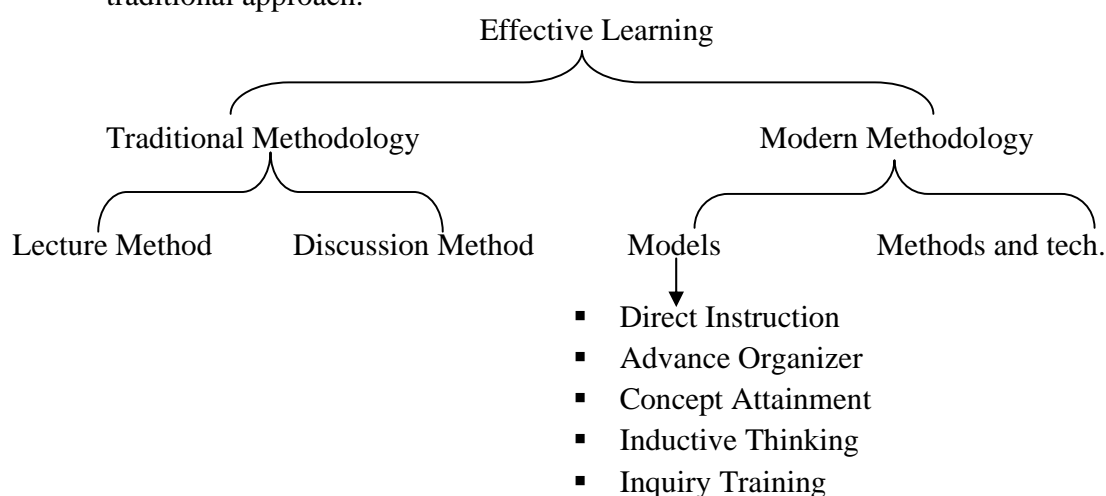 traditional approach.
Effective Learning
Traditional Methodology Modern Methodology
Lecture Method Discussion Method Models Methods and tech.
▪ Direct Instruction
▪ Advance Organizer
▪ Concept Attainment
▪ Inductive Thinking
▪ Inquiry Training